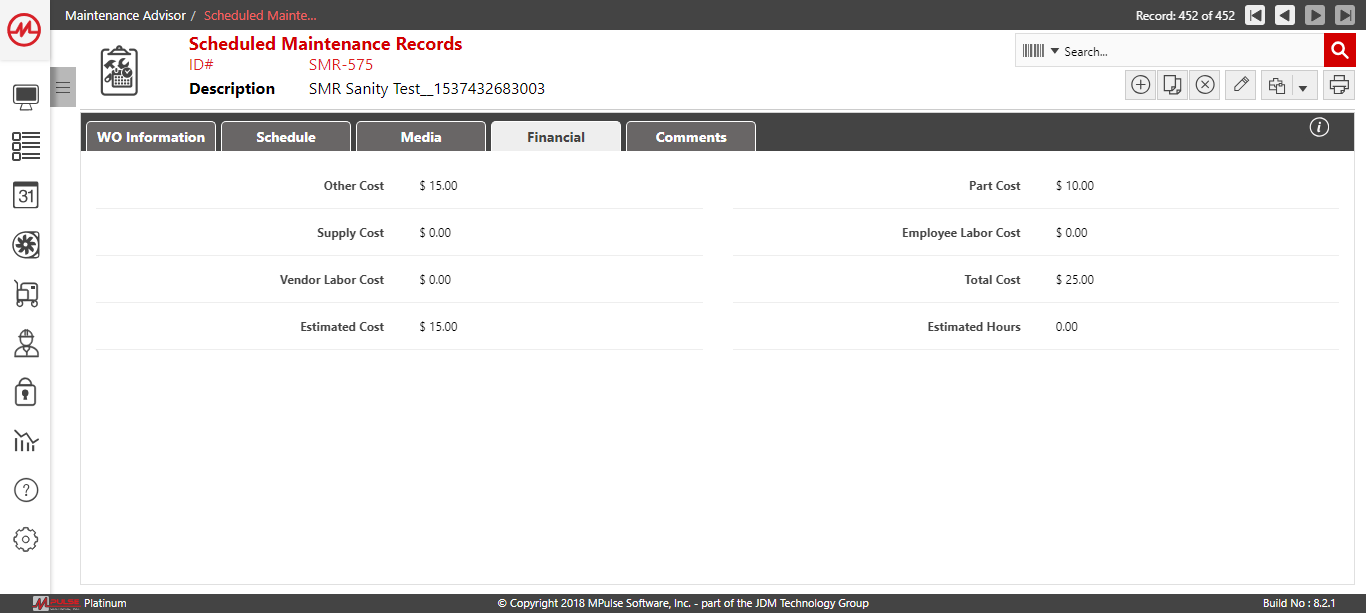 Maintenance Advisor / Scheduled Mainte...
Record: 452 of 452
Scheduled Maintenance Records
ID# SMR-575
Description SMR Sanity Test__1537432683003
Search...
WO Information Schedule Media Financial Comments
Other Cost $ 15.00 Part Cost $ 10.00
Supply Cost $ 0.00 Employee Labor Cost $ 0.00
Vendor Labor Cost $ 0.00 Total Cost $ 25.00
Estimated Cost $ 15.00 Estimated Hours 0.00
31
MPULSE Platinum © Copyright 2018 MPulse Software, Inc. - part of the JDM Technology Group Build No : 8.2.1